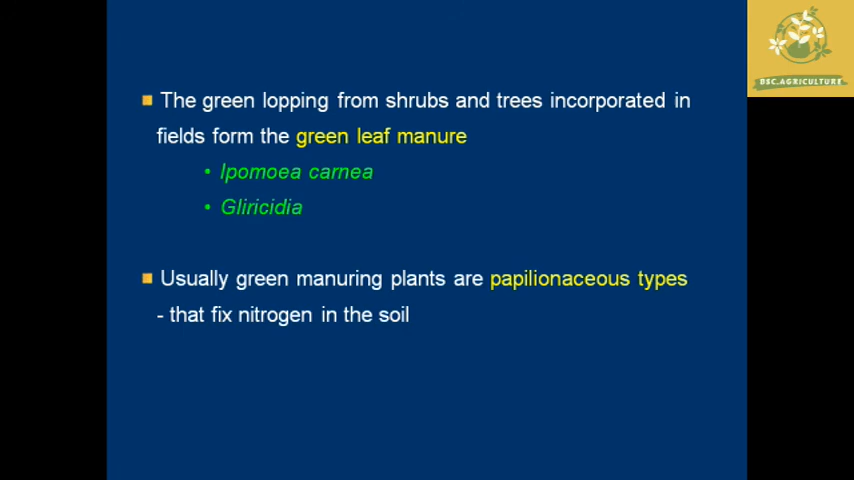 BSC.AGRICULTURE
The green lopping from shrubs and trees incorporated in
fields form the green leaf manure
• Ipomoea carnea
• Gliricidia
Usually green manuring plants are papilionaceous types
- that fix nitrogen in the soil